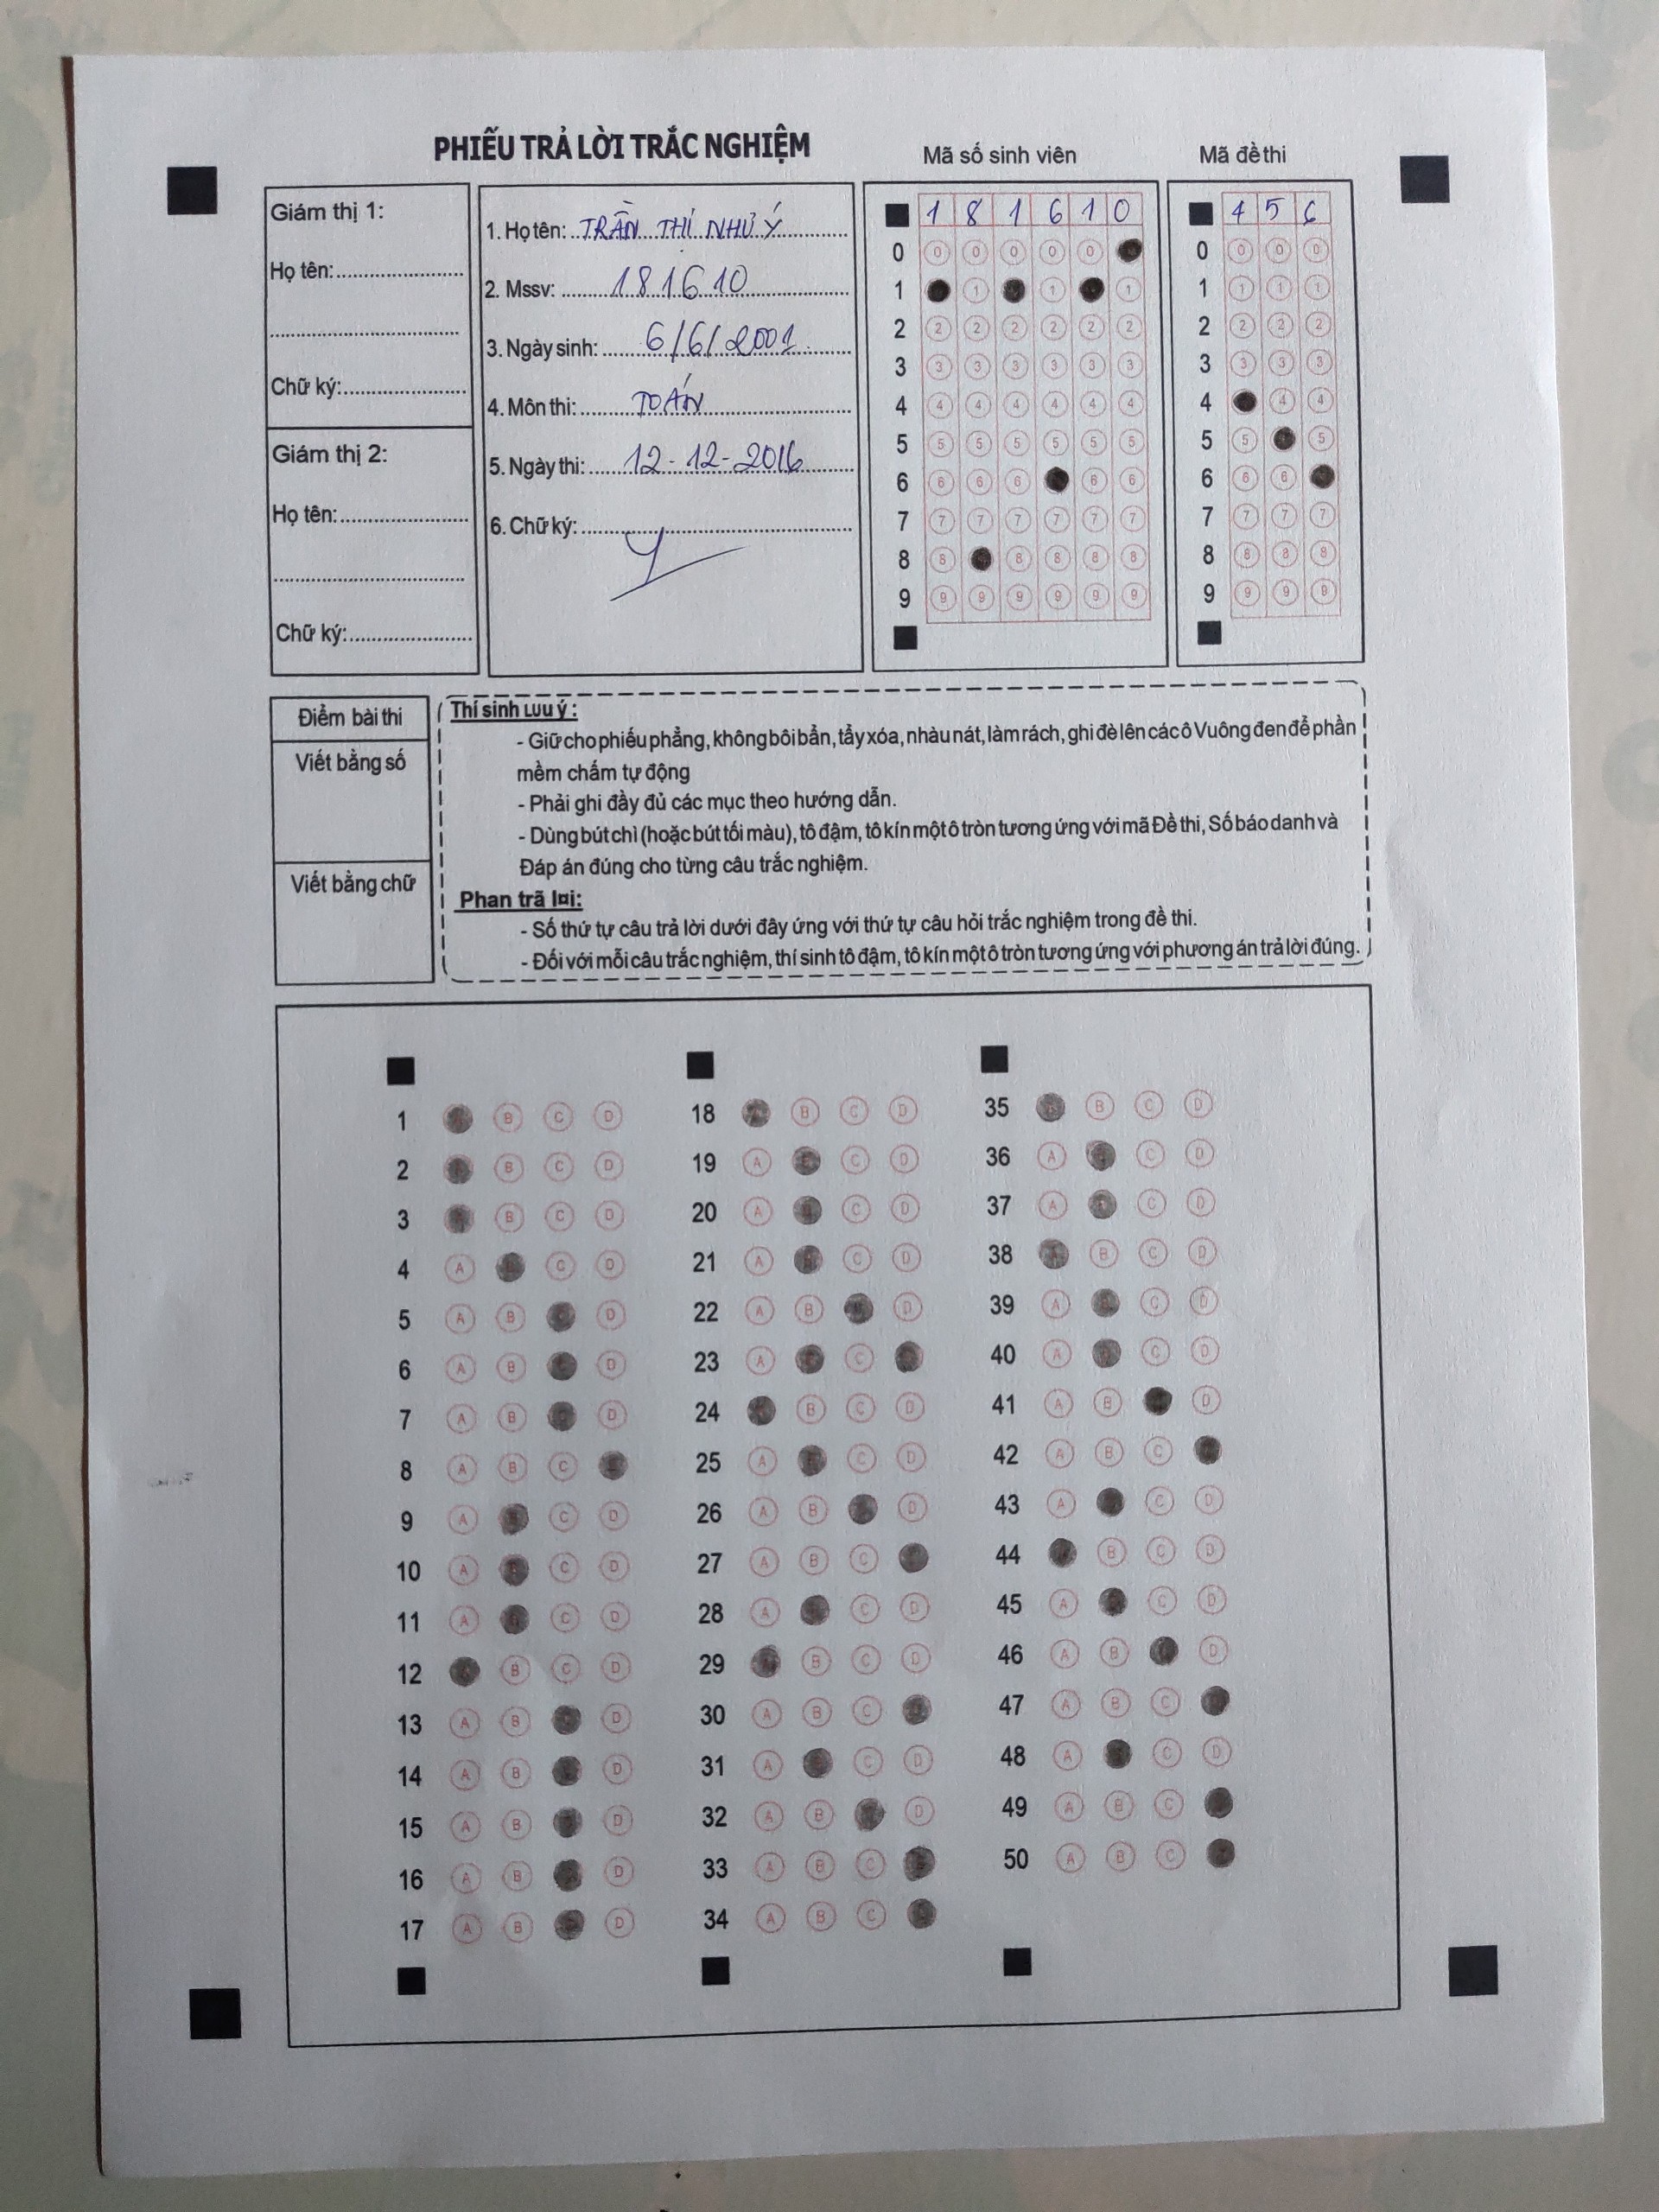 PHIẾU TRẢ LỜI TRẮC NGHIỆM
Mã số sinh viên
Mã đề thi
Giám thị 1:
Họ tên:
Chữ ký:
Giám thị 2:
Họ tên:
Chữ ký:
1. Họ tên: TRẦN THỊ NHƯ Ý
2. Mssv: 181610
3. Ngày sinh: 6/6/2001
4. Môn thi: TOÁN
5. Ngày thi: 12-12-2016
6. Chữ ký:
1 8 1 6 1 0
0 0 0 0 0 0
1 1 1
2 2 2 2 2 2 2
3 3 3 3 3 3 3
4 4 4 4 4 4 4
5 5 5 5 5 5 5
6 6 6 6 6 6
7 7 7 7 7 7 7
8 8 8 8 8 8
9 9 9 9 9 9 9
4 5 6
0 0 0 0
1 1 1 1
2 2 2 2
3 3 3 3
4 4 4
5 5 5
6 6 6
7 7 7 7
8 8 8 8
9 9 9 9
Điểm bài thi
Viết bằng số
Viết bằng chữ
Thí sinh Lưu ý :
- Giữ cho phiếu phẳng, không bôi bẩn, tẩy xóa, nhàu nát, làm rách, ghi đè lên các ô Vuông đen để phần
mềm chấm tự động
- Phải ghi đầy đủ các mục theo hướng dẫn.
- Dùng bút chì (hoặc bút tối màu), tô đậm, tô kín một ô tròn tương ứng với mã Đề thi, Số báo danh và
Đáp án đúng cho từng câu trắc nghiệm.
Phan trã l¤i:
- Số thứ tự câu trả lời dưới đây ứng với thứ tự câu hỏi trắc nghiệm trong đề thi.
- Đối với mỗi câu trắc nghiệm, thí sinh tô đậm, tô kín một ô tròn tương ứng với phương án trả lời đúng.
1 B C D
2 B C D
3 B C D
4 A C D
5 A B D
6 A B D
7 A B D
8 A B C
9 A C D
10 A C D
11 A C D
12 B C D
13 A B D
14 A B D
15 A B D
16 A B D
17 A B D
18 B C D
19 A C D
20 A C D
21 A C D
22 A B D
23 A C
24 B C D
25 A C D
26 A B D
27 A B C
28 A C D
29 B C D
30 A B C
31 A C D
32 A B D
33 A B C
34 A B C
35 B C D
36 A C D
37 A C D
38 B C D
39 A C D
40 A C D
41 A B D
42 A B C
43 A C D
44 B C D
45 A C D
46 A B D
47 A B C
48 A C D
49 A B C
50 A B C